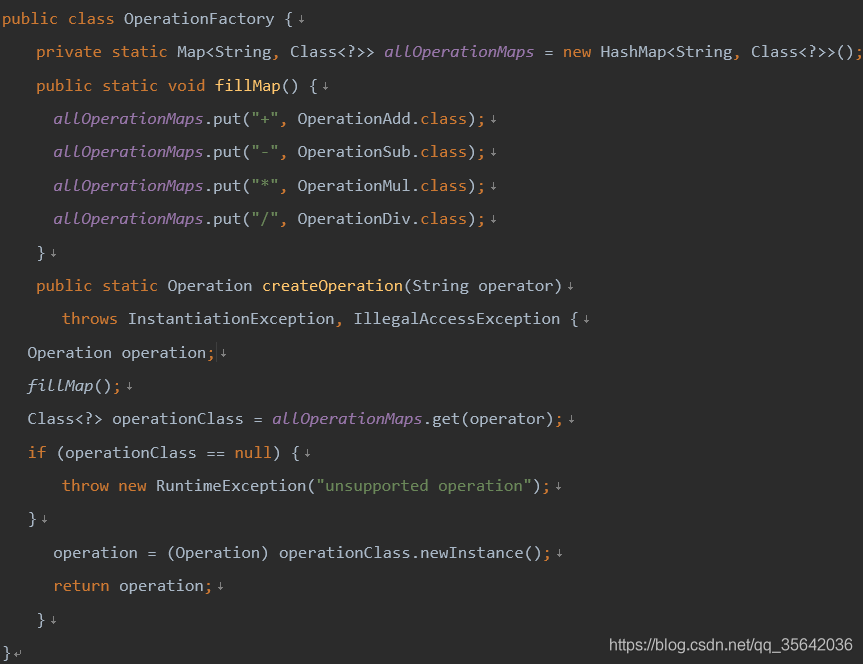 public class OperationFactory {↓
private static Map<String, Class<?>> allOperationMaps = new HashMap<String, Class<?>>();
public static void fillMap() {↓
allOperationMaps.put("+", OperationAdd.class);↓
allOperationMaps.put("-", OperationSub.class);↓
allOperationMaps.put("*", OperationMul.class);↓
allOperationMaps.put("/", OperationDiv.class);↓
}↓
public static Operation createOperation(String operator)↓
throws InstantiationException, IllegalAccessException {↓
Operation operation;↓
fillMap();↓
Class<?> operationClass = allOperationMaps.get(operator);↓
if (operationClass == null) {↓
throw new RuntimeException("unsupported operation");↓
}↓
operation = (Operation) operationClass.newInstance();↓
return operation;↓
}↓
}↵
https://blog.csdn.net/qq_35642036